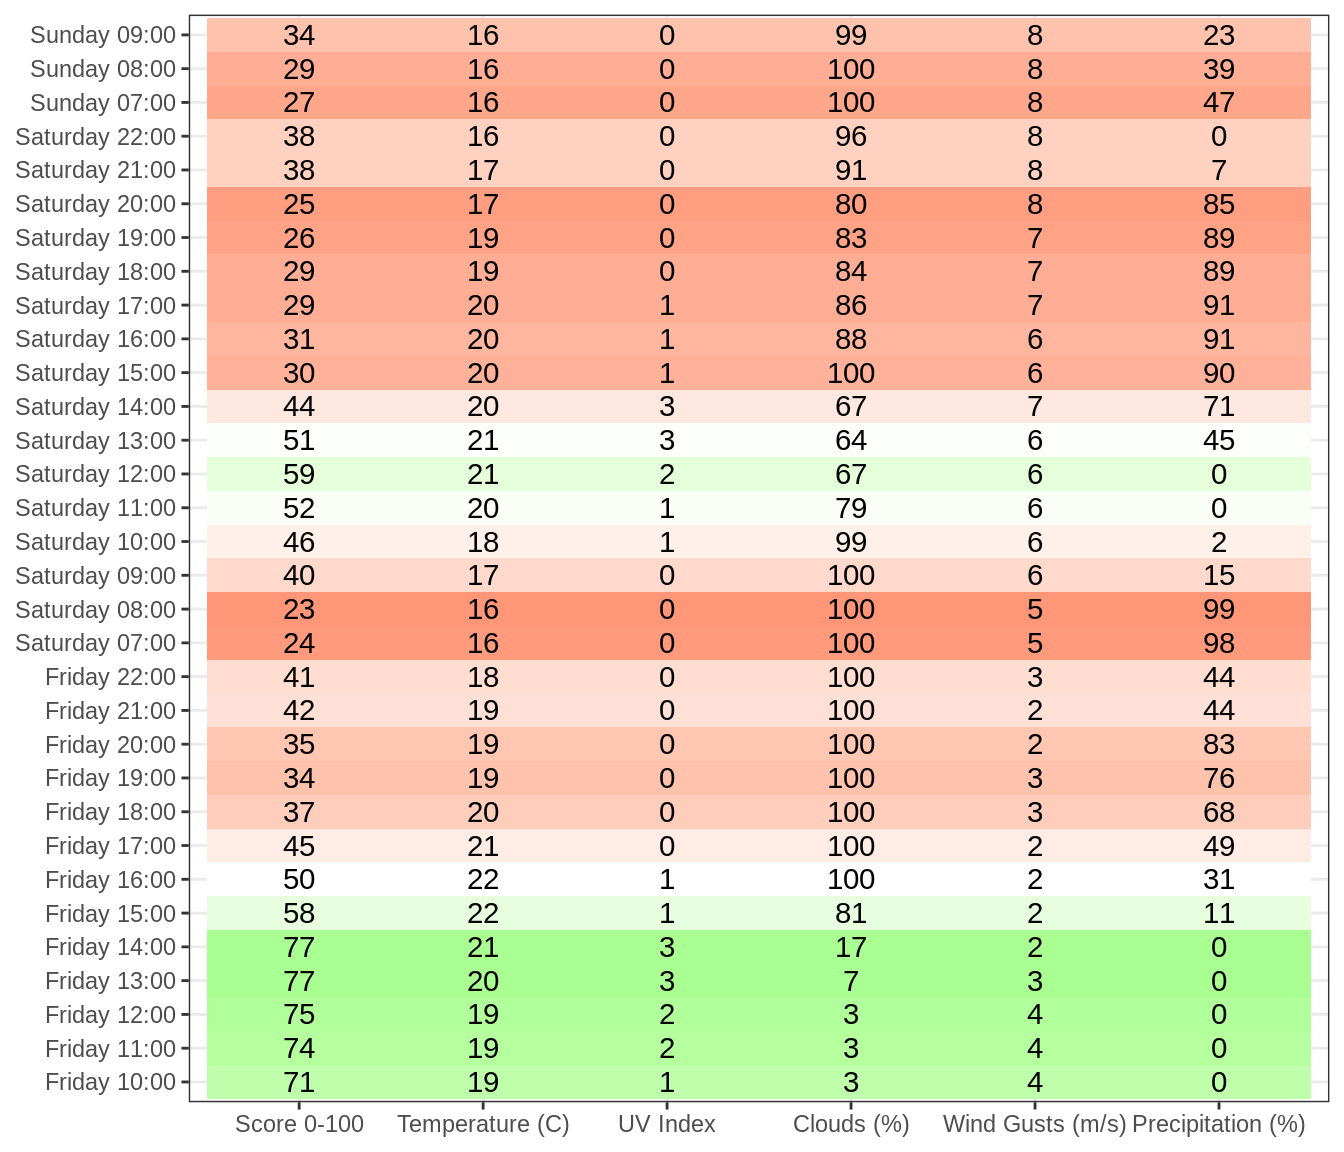 Sunday 09:00 34 16 0 99 8 23
Sunday 08:00 29 16 0 100 8 39
Sunday 07:00 27 16 0 100 8 47
Saturday 22:00 38 16 0 96 8 0
Saturday 21:00 38 17 0 91 8 7
Saturday 20:00 25 17 0 80 8 85
Saturday 19:00 26 19 0 83 7 89
Saturday 18:00 29 19 0 84 7 89
Saturday 17:00 29 20 1 86 7 91
Saturday 16:00 31 20 1 88 6 91
Saturday 15:00 30 20 1 100 6 90
Saturday 14:00 44 20 3 67 7 71
Saturday 13:00 51 21 3 64 6 45
Saturday 12:00 59 21 2 67 6 0
Saturday 11:00 52 20 1 79 6 0
Saturday 10:00 46 18 1 99 6 2
Saturday 09:00 40 17 0 100 6 15
Saturday 08:00 23 16 0 100 5 99
Saturday 07:00 24 16 0 100 5 98
Friday 22:00 41 18 0 100 3 44
Friday 21:00 42 19 0 100 2 44
Friday 20:00 35 19 0 100 2 83
Friday 19:00 34 19 0 100 3 76
Friday 18:00 37 20 0 100 3 68
Friday 17:00 45 21 0 100 2 49
Friday 16:00 50 22 1 100 2 31
Friday 15:00 58 22 1 81 2 11
Friday 14:00 77 21 3 17 2 0
Friday 13:00 77 20 3 7 3 0
Friday 12:00 75 19 2 3 4 0
Friday 11:00 74 19 2 3 4 0
Friday 10:00 71 19 1 3 4 0
Score 0-100 Temperature (C) UV Index Clouds (%) Wind Gusts (m/s) Precipitation (%)